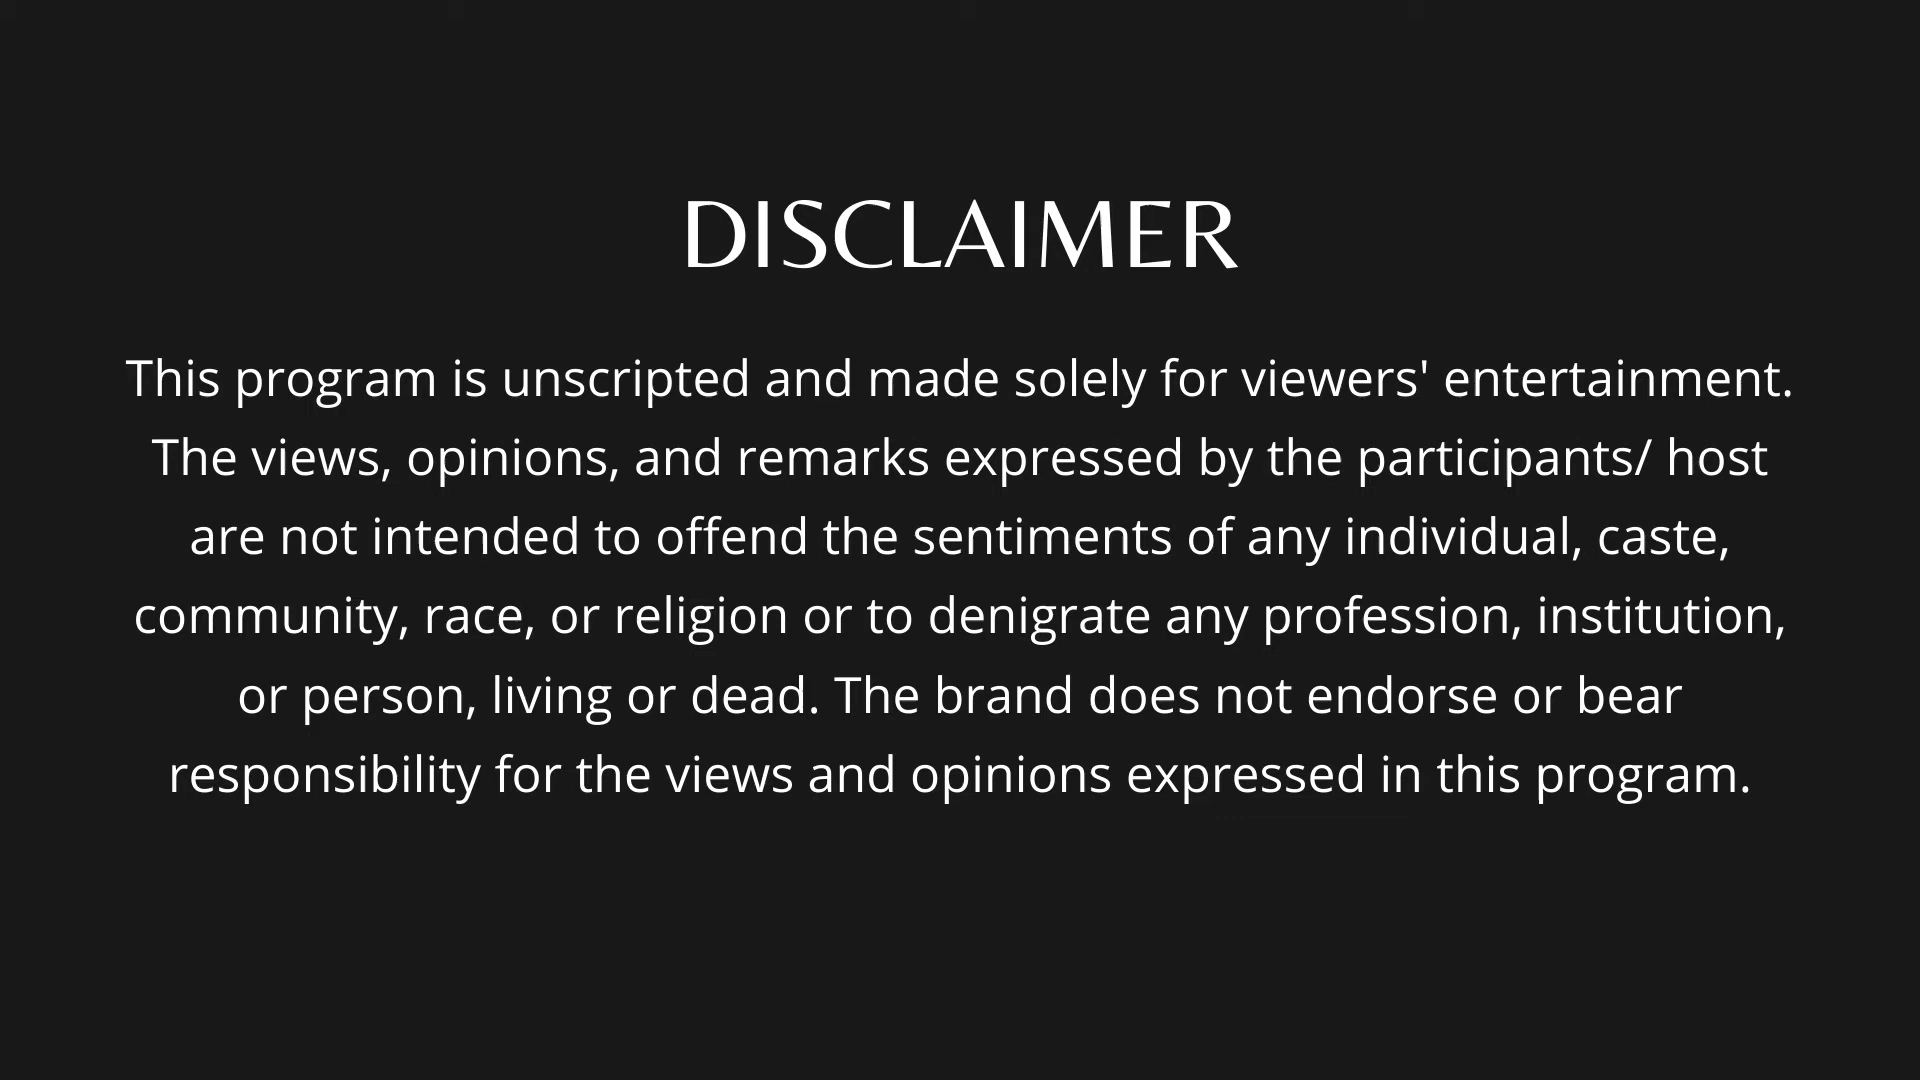 DISCLAIMER
This program is unscripted and made solely for viewers' entertainment.
The views, opinions, and remarks expressed by the participants/ host
are not intended to offend the sentiments of any individual, caste,
community, race, or religion or to denigrate any profession, institution,
or person, living or dead. The brand does not endorse or bear
responsibility for the views and opinions expressed in this program.